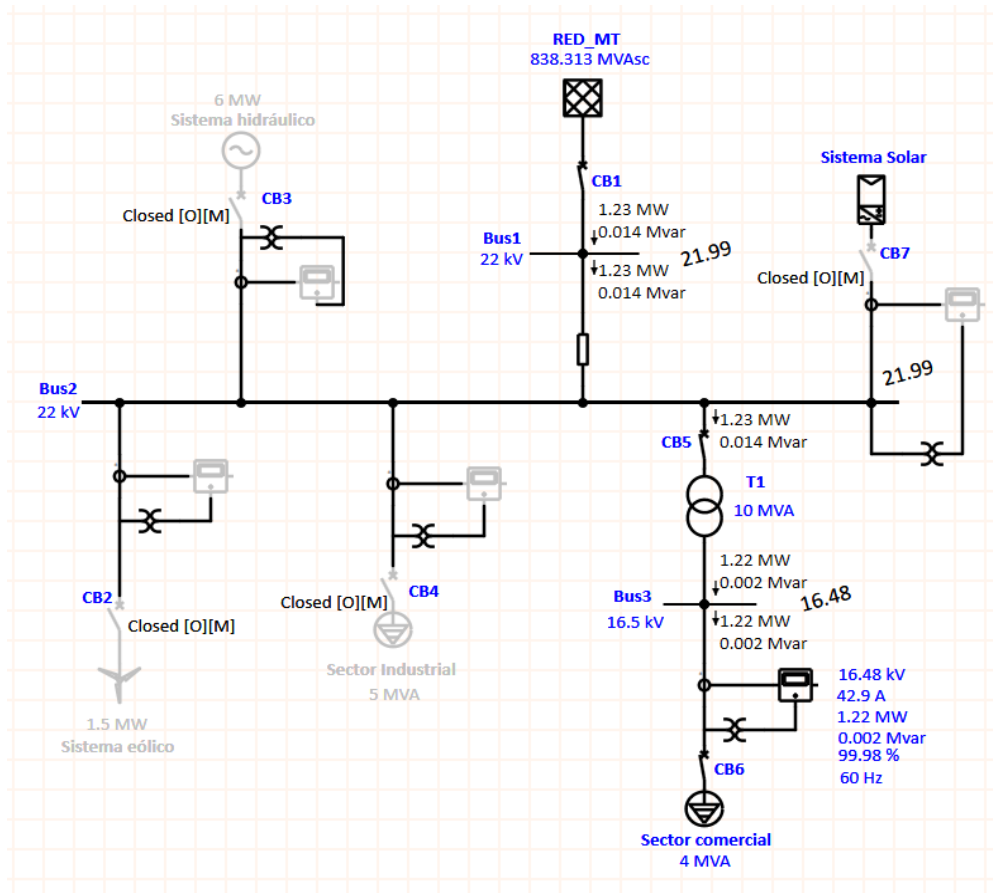 RED_MT
838.313 MVAsc
6 MW
Sistema hidráulico
Sistema Solar
CB1
CB3
Closed [O][M]
1.23 MW
0.014 Mvar
Bus1
22 kV
21.99
1.23 MW
0.014 Mvar
CB7
Closed [O][M]
21.99
Bus2
22 kV
1.23 MW
0.014 Mvar
CB5
T1
10 MVA
1.22 MW
0.002 Mvar
Bus3
16.5 kV
16.48
1.22 MW
0.002 Mvar
CB2
Closed [O][M]
CB4
Closed [O][M]
Sector Industrial
5 MVA
1.5 MW
Sistema eólico
16.48 kV
42.9 A
1.22 MW
0.002 Mvar
99.98 %
60 Hz
CB6
Sector comercial
4 MVA